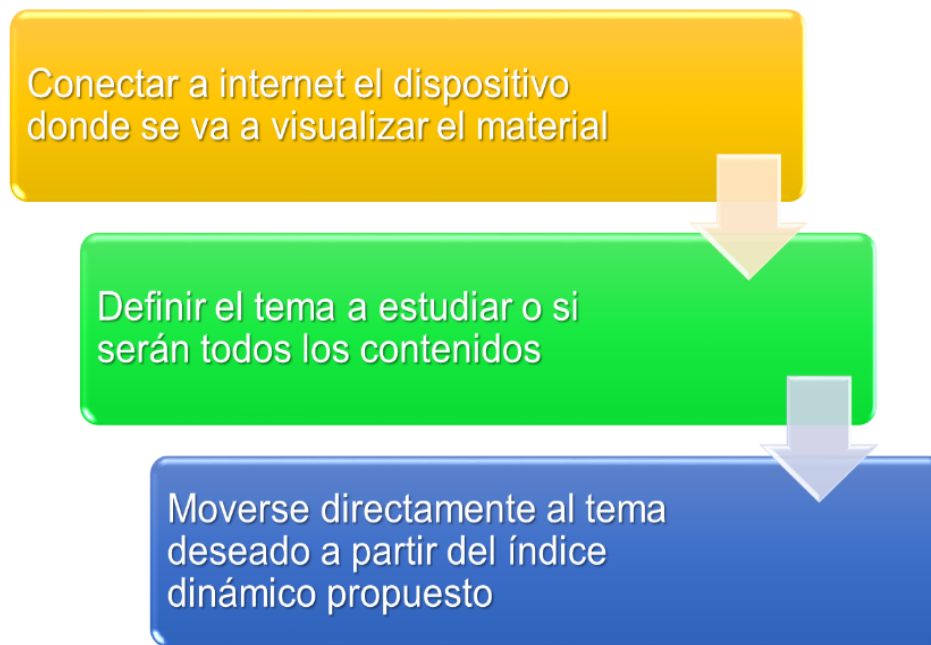 Conectar a internet el dispositivo
donde se va a visualizar el material
Definir el tema a estudiar o si
serán todos los contenidos
Moverse directamente al tema
deseado a partir del índice
dinámico propuesto